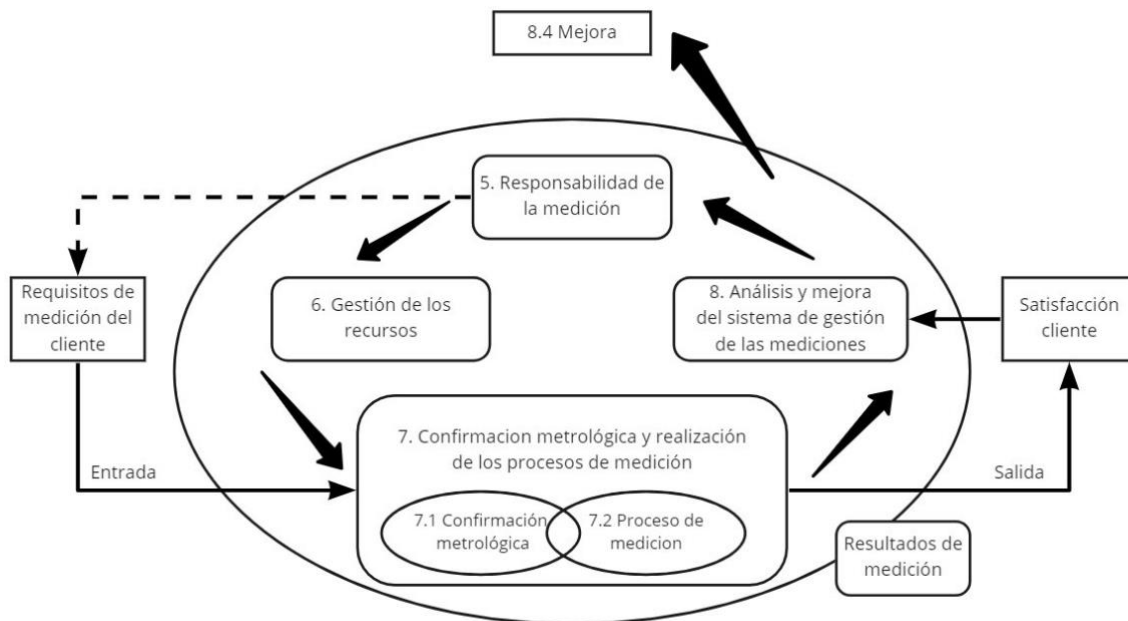 8.4 Mejora
5. Responsabilidad de
la medición
Requisitos de
medición del
cliente
6. Gestión de los
recursos
8. Análisis y mejora
del sistema de gestión
de las mediciones
Satisfacción
cliente
7. Confirmacion metrológica y realización
de los procesos de medición
Entrada
Salida
7.1 Confirmación
metrológica
7.2 Proceso de
medicion
Resultados de
medición